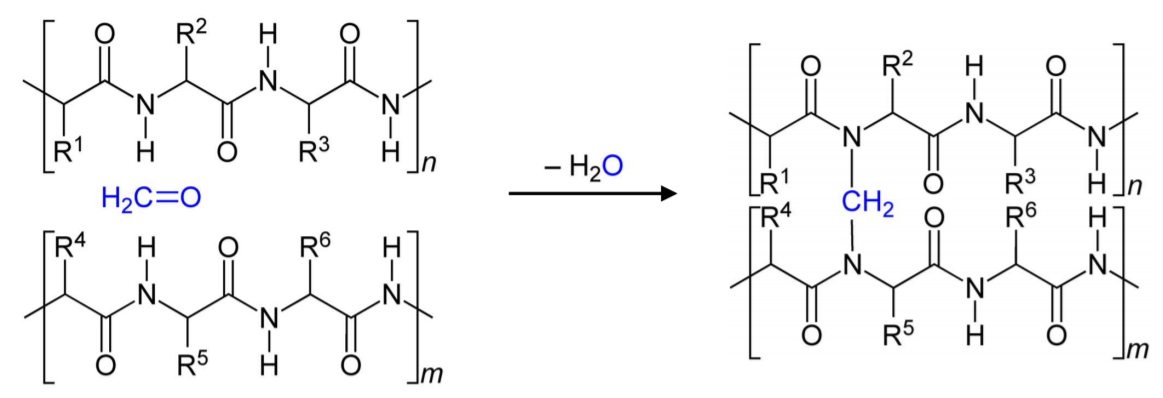 O R² H O
N
N N
R¹ H O R³ H n
H₂C=O
R⁴ H O R⁶ H
N N
N
O R⁵ H O m
– H₂O
O R² H O
N
N N
R¹ O R³ H n
CH₂
R⁴ O R⁶ H
N N
N
O R⁵ H O m